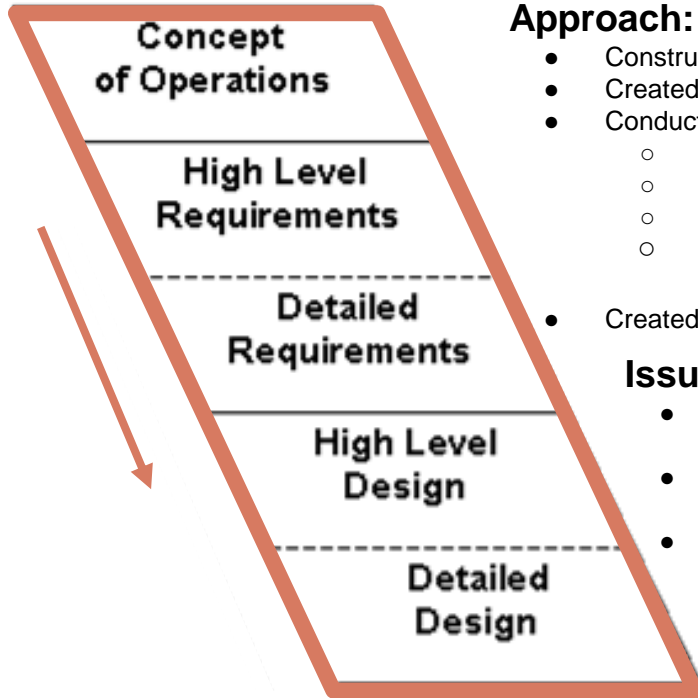 Concept
of Operations
High Level
Requirements
Detailed
Requirements
High Level
Design
Detailed
Design
Approach:
● Constru
● Created
● Conduct
○
○
○
○
● Created
Issu
●
●
●